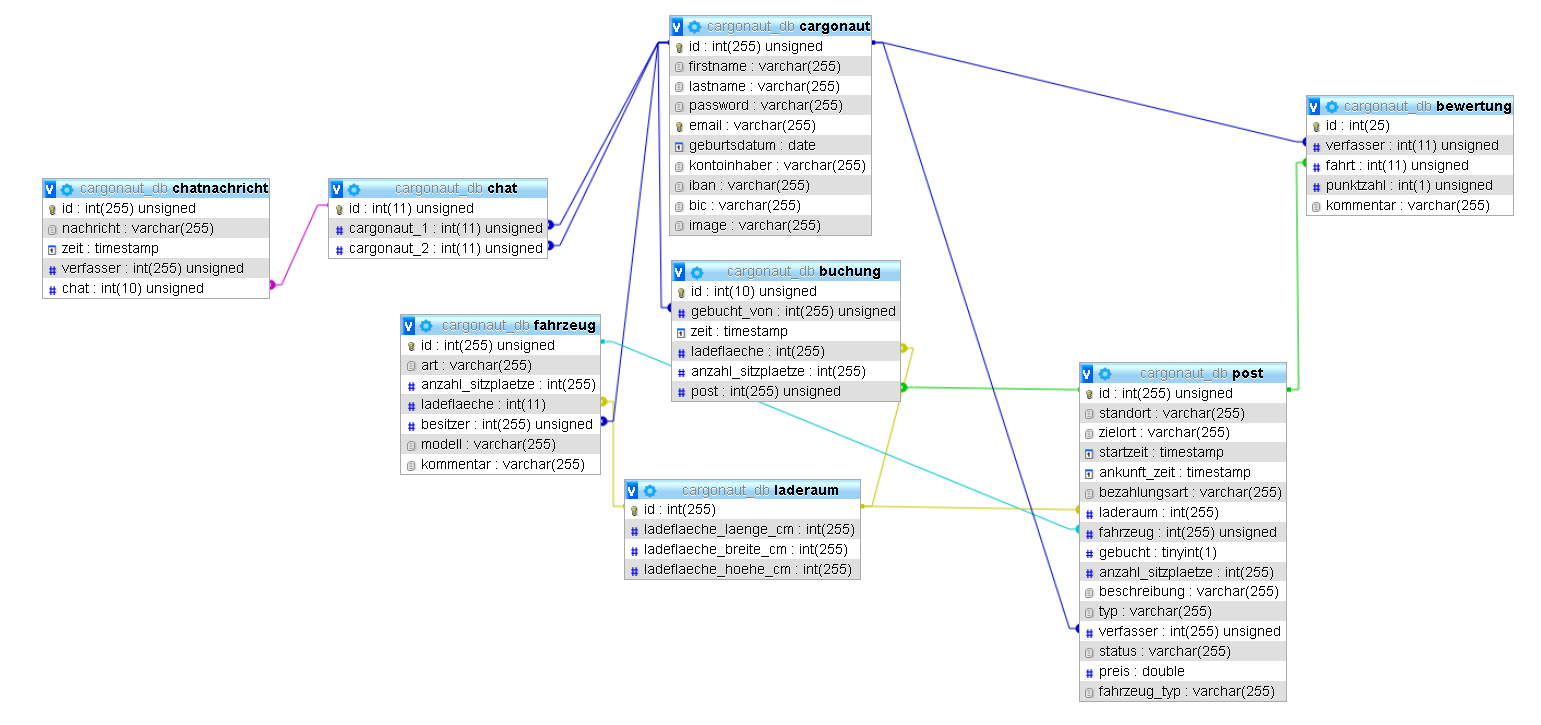 cargonaut_db cargonaut
id : int(255) unsigned
firstname : varchar(255)
lastname : varchar(255)
password : varchar(255)
email : varchar(255)
geburtsdatum : date
kontoinhaber : varchar(255)
iban : varchar(255)
bic : varchar(255)
image : varchar(255)
cargonaut_db bewertung
id : int(25)
verfasser : int(11) unsigned
fahrt : int(11) unsigned
punktzahl : int(1) unsigned
kommentar : varchar(255)
cargonaut_db chatnachricht
id : int(255) unsigned
nachricht : varchar(255)
zeit : timestamp
verfasser : int(255) unsigned
chat : int(10) unsigned
cargonaut_db chat
id : int(11) unsigned
cargonaut_1 : int(11) unsigned
cargonaut_2 : int(11) unsigned
cargonaut_db buchung
id : int(10) unsigned
gebucht_von : int(255) unsigned
zeit : timestamp
ladeflaeche : int(255)
anzahl_sitzplaetze : int(255)
post : int(255) unsigned
cargonaut_db fahrzeug
id : int(255) unsigned
art : varchar(255)
anzahl_sitzplaetze : int(255)
ladeflaeche : int(11)
besitzer : int(255) unsigned
modell : varchar(255)
kommentar : varchar(255)
cargonaut_db post
id : int(255) unsigned
standort : varchar(255)
zielort : varchar(255)
startzeit : timestamp
ankunft_zeit : timestamp
bezahlungsart : varchar(255)
laderaum : int(255)
fahrzeug : int(255) unsigned
gebucht : tinyint(1)
anzahl_sitzplaetze : int(255)
beschreibung : varchar(255)
typ : varchar(255)
verfasser : int(255) unsigned
status : varchar(255)
preis : double
fahrzeug_typ : varchar(255)
cargonaut_db laderaum
id : int(255)
ladeflaeche_laenge_cm : int(255)
ladeflaeche_breite_cm : int(255)
ladeflaeche_hoehe_cm : int(255)